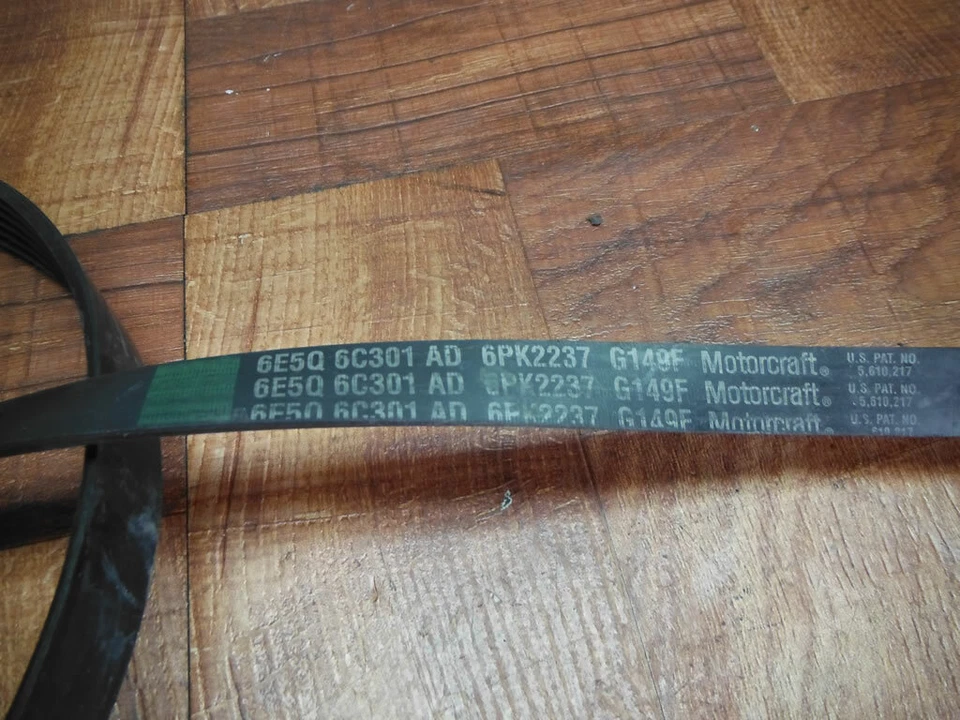 6E5Q 6C301 AD 6PK2237 G149F Motorcraft® U.S. PAT. NO. 5,610,217
6E5Q 6C301 AD 6PK2237 G149F Motorcraft® U.S. PAT. NO. 5,610,217
6E5Q 6C301 AD 6PK2237 G149F Motorcraft® U.S. PAT. NO.